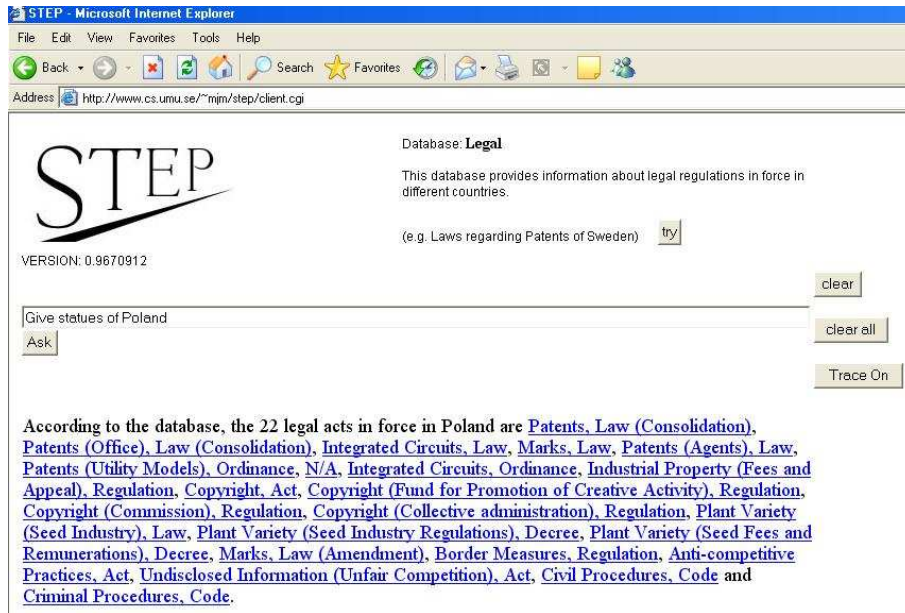 STEP - Microsoft Internet Explorer
File Edit View Favorites Tools Help
Back Search Favorites
Address http://www.cs.umu.se/~mjm/step/client.cgi
STEP
VERSION: 0.9670912
Database: Legal
This database provides information about legal regulations in force in
different countries.
(e.g. Laws regarding Patents of Sweden) try
clear
Give statues of Poland
clear all
Ask
Trace On
According to the database, the 22 legal acts in force in Poland are Patents, Law (Consolidation),
Patents (Office), Law (Consolidation), Integrated Circuits, Law, Marks, Law, Patents (Agents), Law,
Patents (Utility Models), Ordinance, N/A, Integrated Circuits, Ordinance, Industrial Property (Fees and
Appeal), Regulation, Copyright, Act, Copyright (Fund for Promotion of Creative Activity), Regulation,
Copyright (Commission), Regulation, Copyright (Collective administration), Regulation, Plant Variety
(Seed Industry), Law, Plant Variety (Seed Industry Regulations), Decree, Plant Variety (Seed Fees and
Remunerations), Decree, Marks, Law (Amendment), Border Measures, Regulation, Anti-competitive
Practices, Act, Undisclosed Information (Unfair Competition), Act, Civil Procedures, Code and
Criminal Procedures, Code.